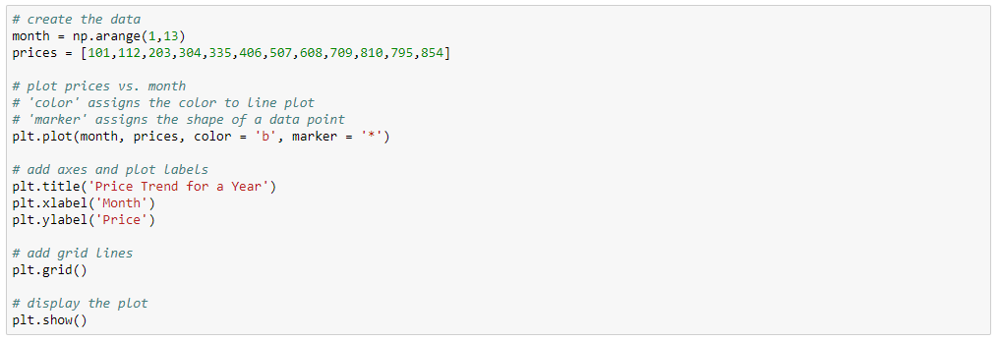 # create the data
month = np.arange(1,13)
prices = [101,112,203,304,335,406,507,608,709,810,795,854]
# plot prices vs. month
# 'color' assigns the color to line plot
# 'marker' assigns the shape of a data point
plt.plot(month, prices, color = 'b', marker = '*')
# add axes and plot labels
plt.title('Price Trend for a Year')
plt.xlabel('Month')
plt.ylabel('Price')
# add grid lines
plt.grid()
# display the plot
plt.show()